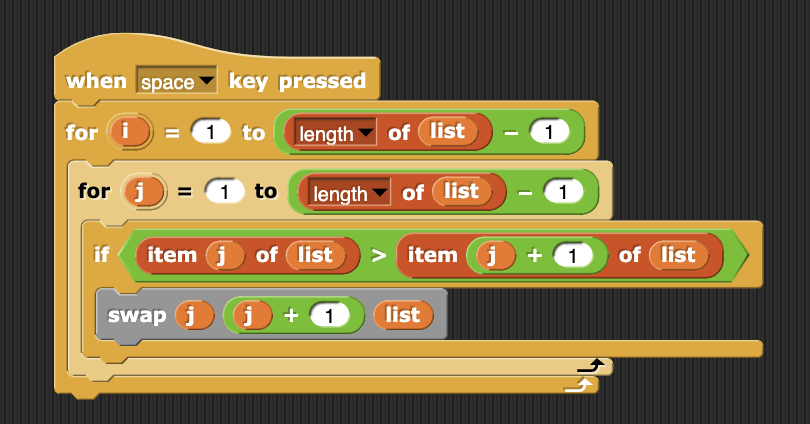 when space key pressed
for i = 1 to length of list - 1
for j = 1 to length of list - 1
if item j of list > item j + 1 of list
swap j j + 1 list